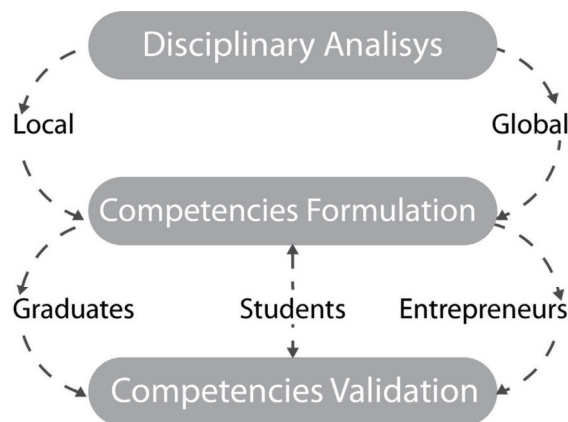 Disciplinary Analisys
Local
Global
Competencies Formulation
Graduates
Students
Entrepreneurs
Competencies Validation